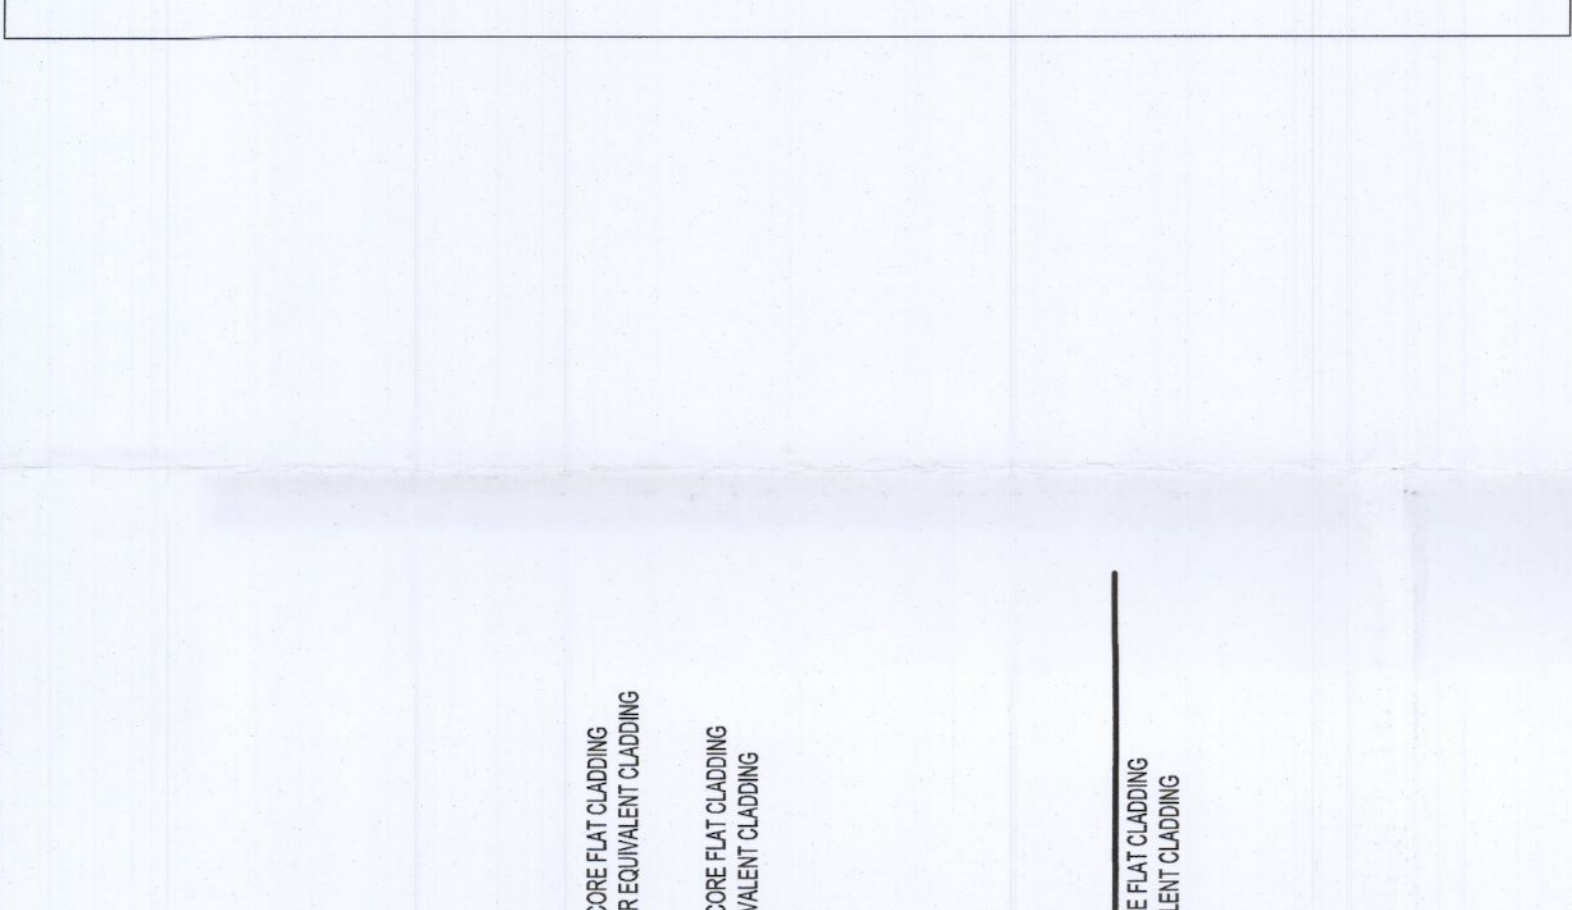 CORE FLAT CLADDING
R EQUIVALENT CLADDING
CORE FLAT CLADDING
VALENT CLADDING
E FLAT CLADDING
LENT CLADDING